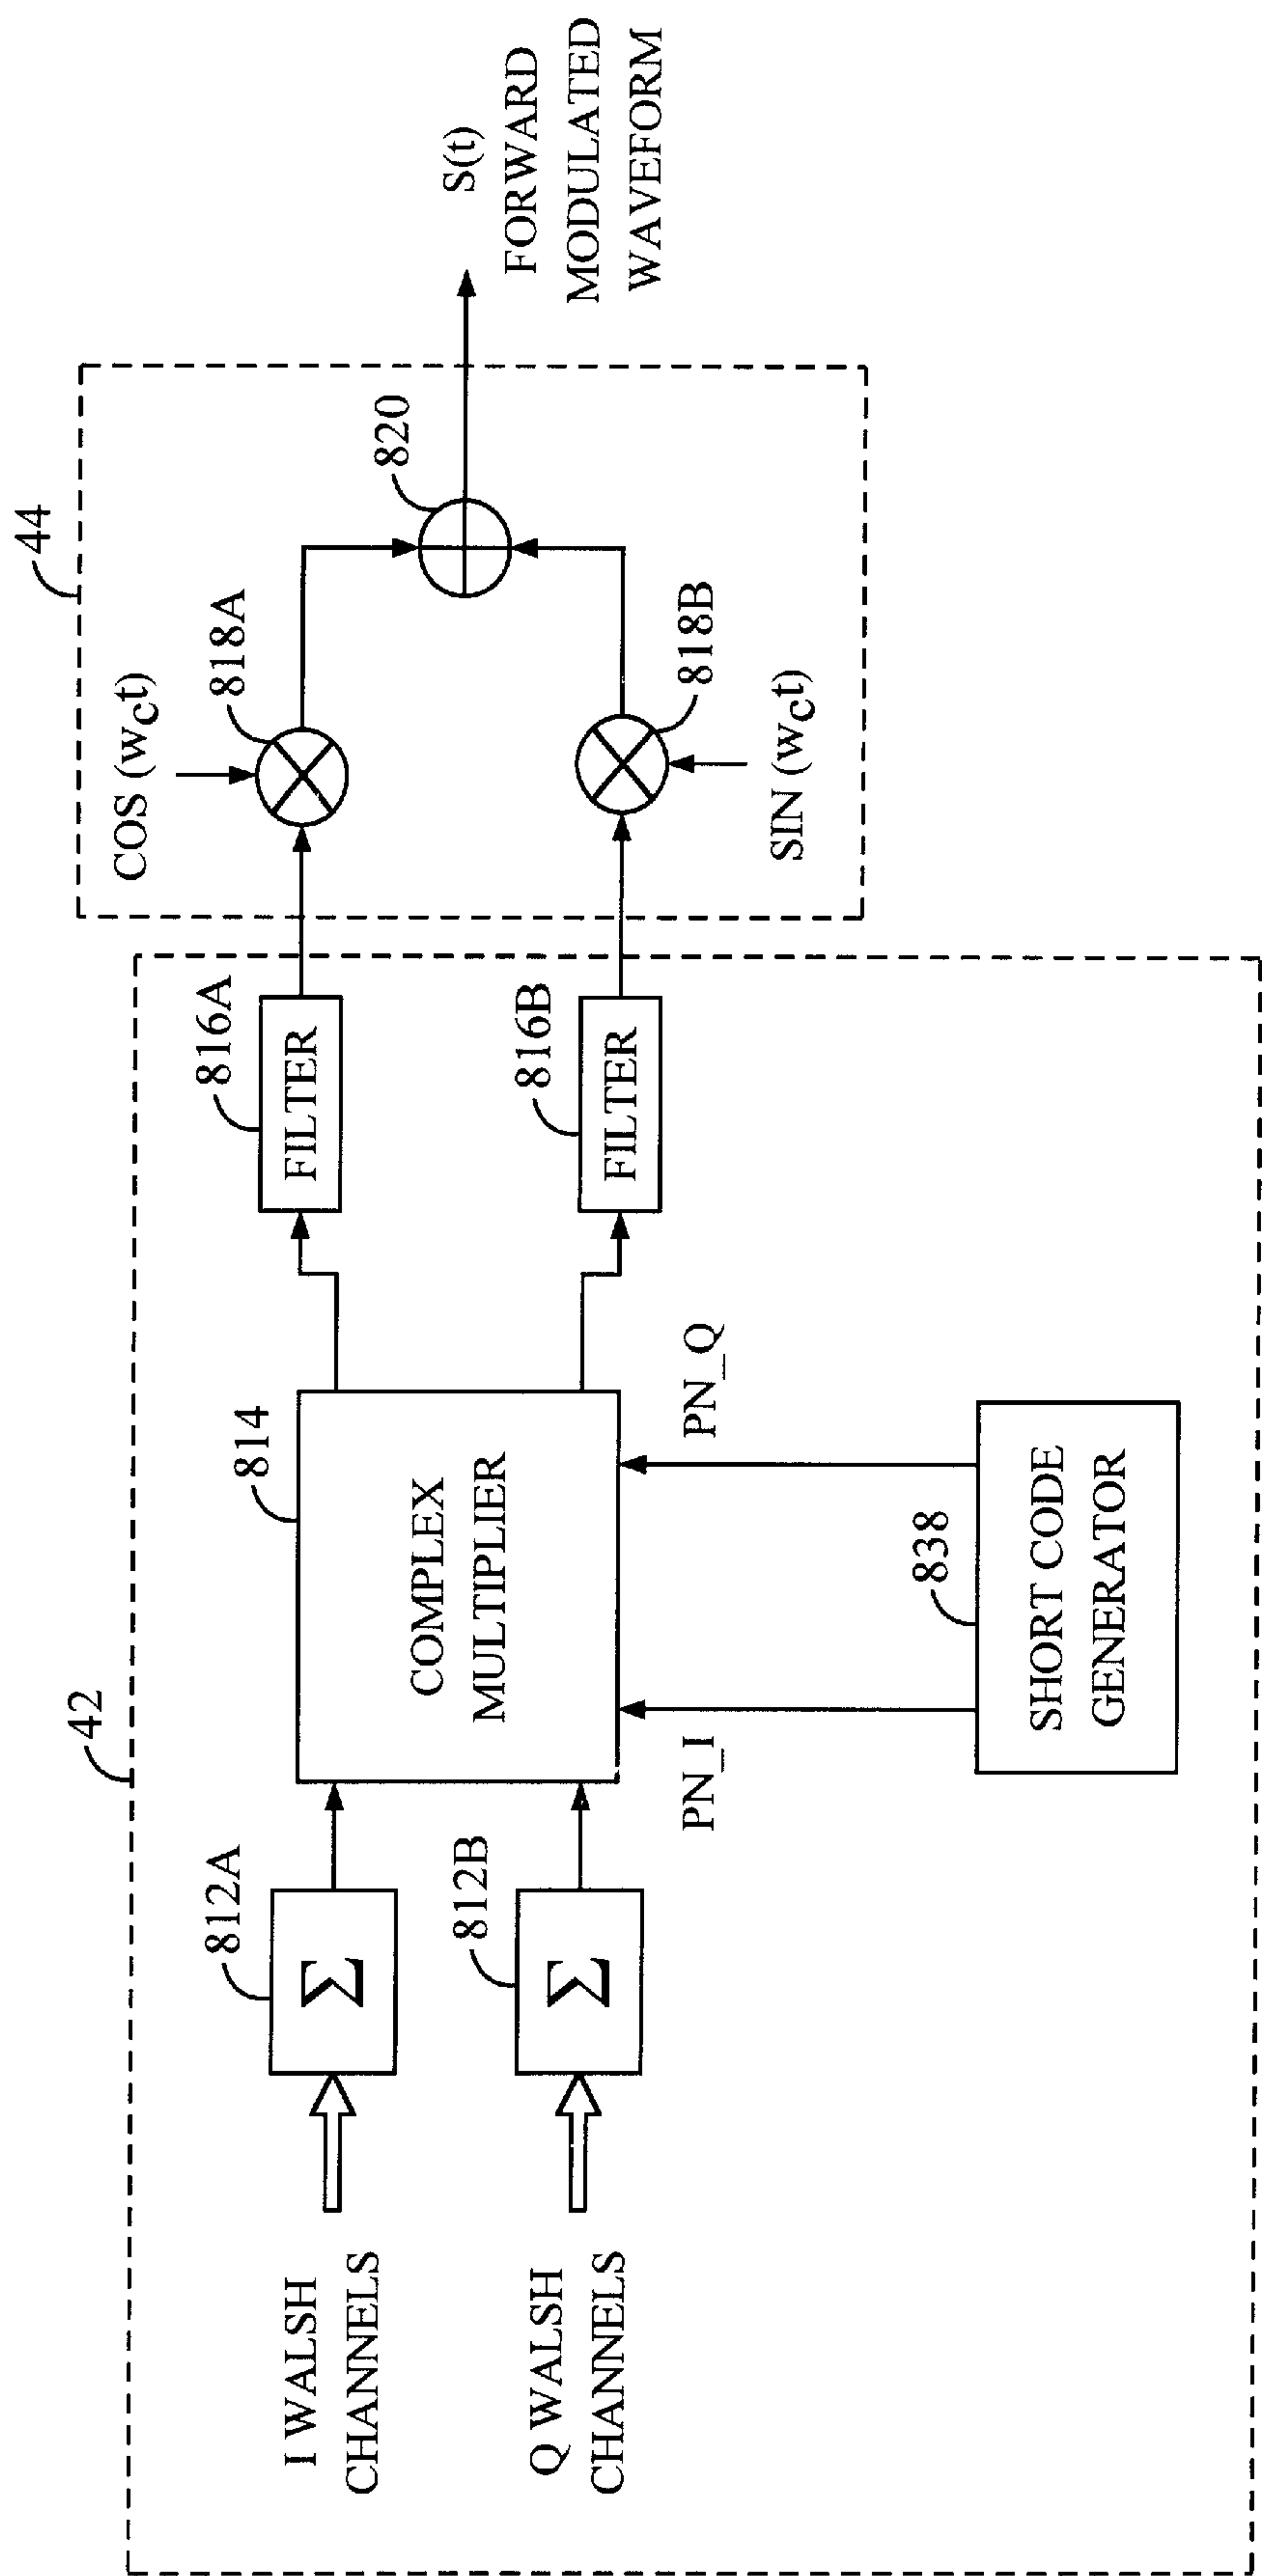 44
COS (wct)
818A
820
S(t)
FORWARD
MODULATED
WAVEFORM
818B
SIN (wct)
42
I WALSH
CHANNELS
812A
Σ
814
COMPLEX
MULTIPLIER
816A
FILTER
Q WALSH
CHANNELS
812B
Σ
816B
FILTER
PN_I
PN_Q
838
SHORT CODE
GENERATOR